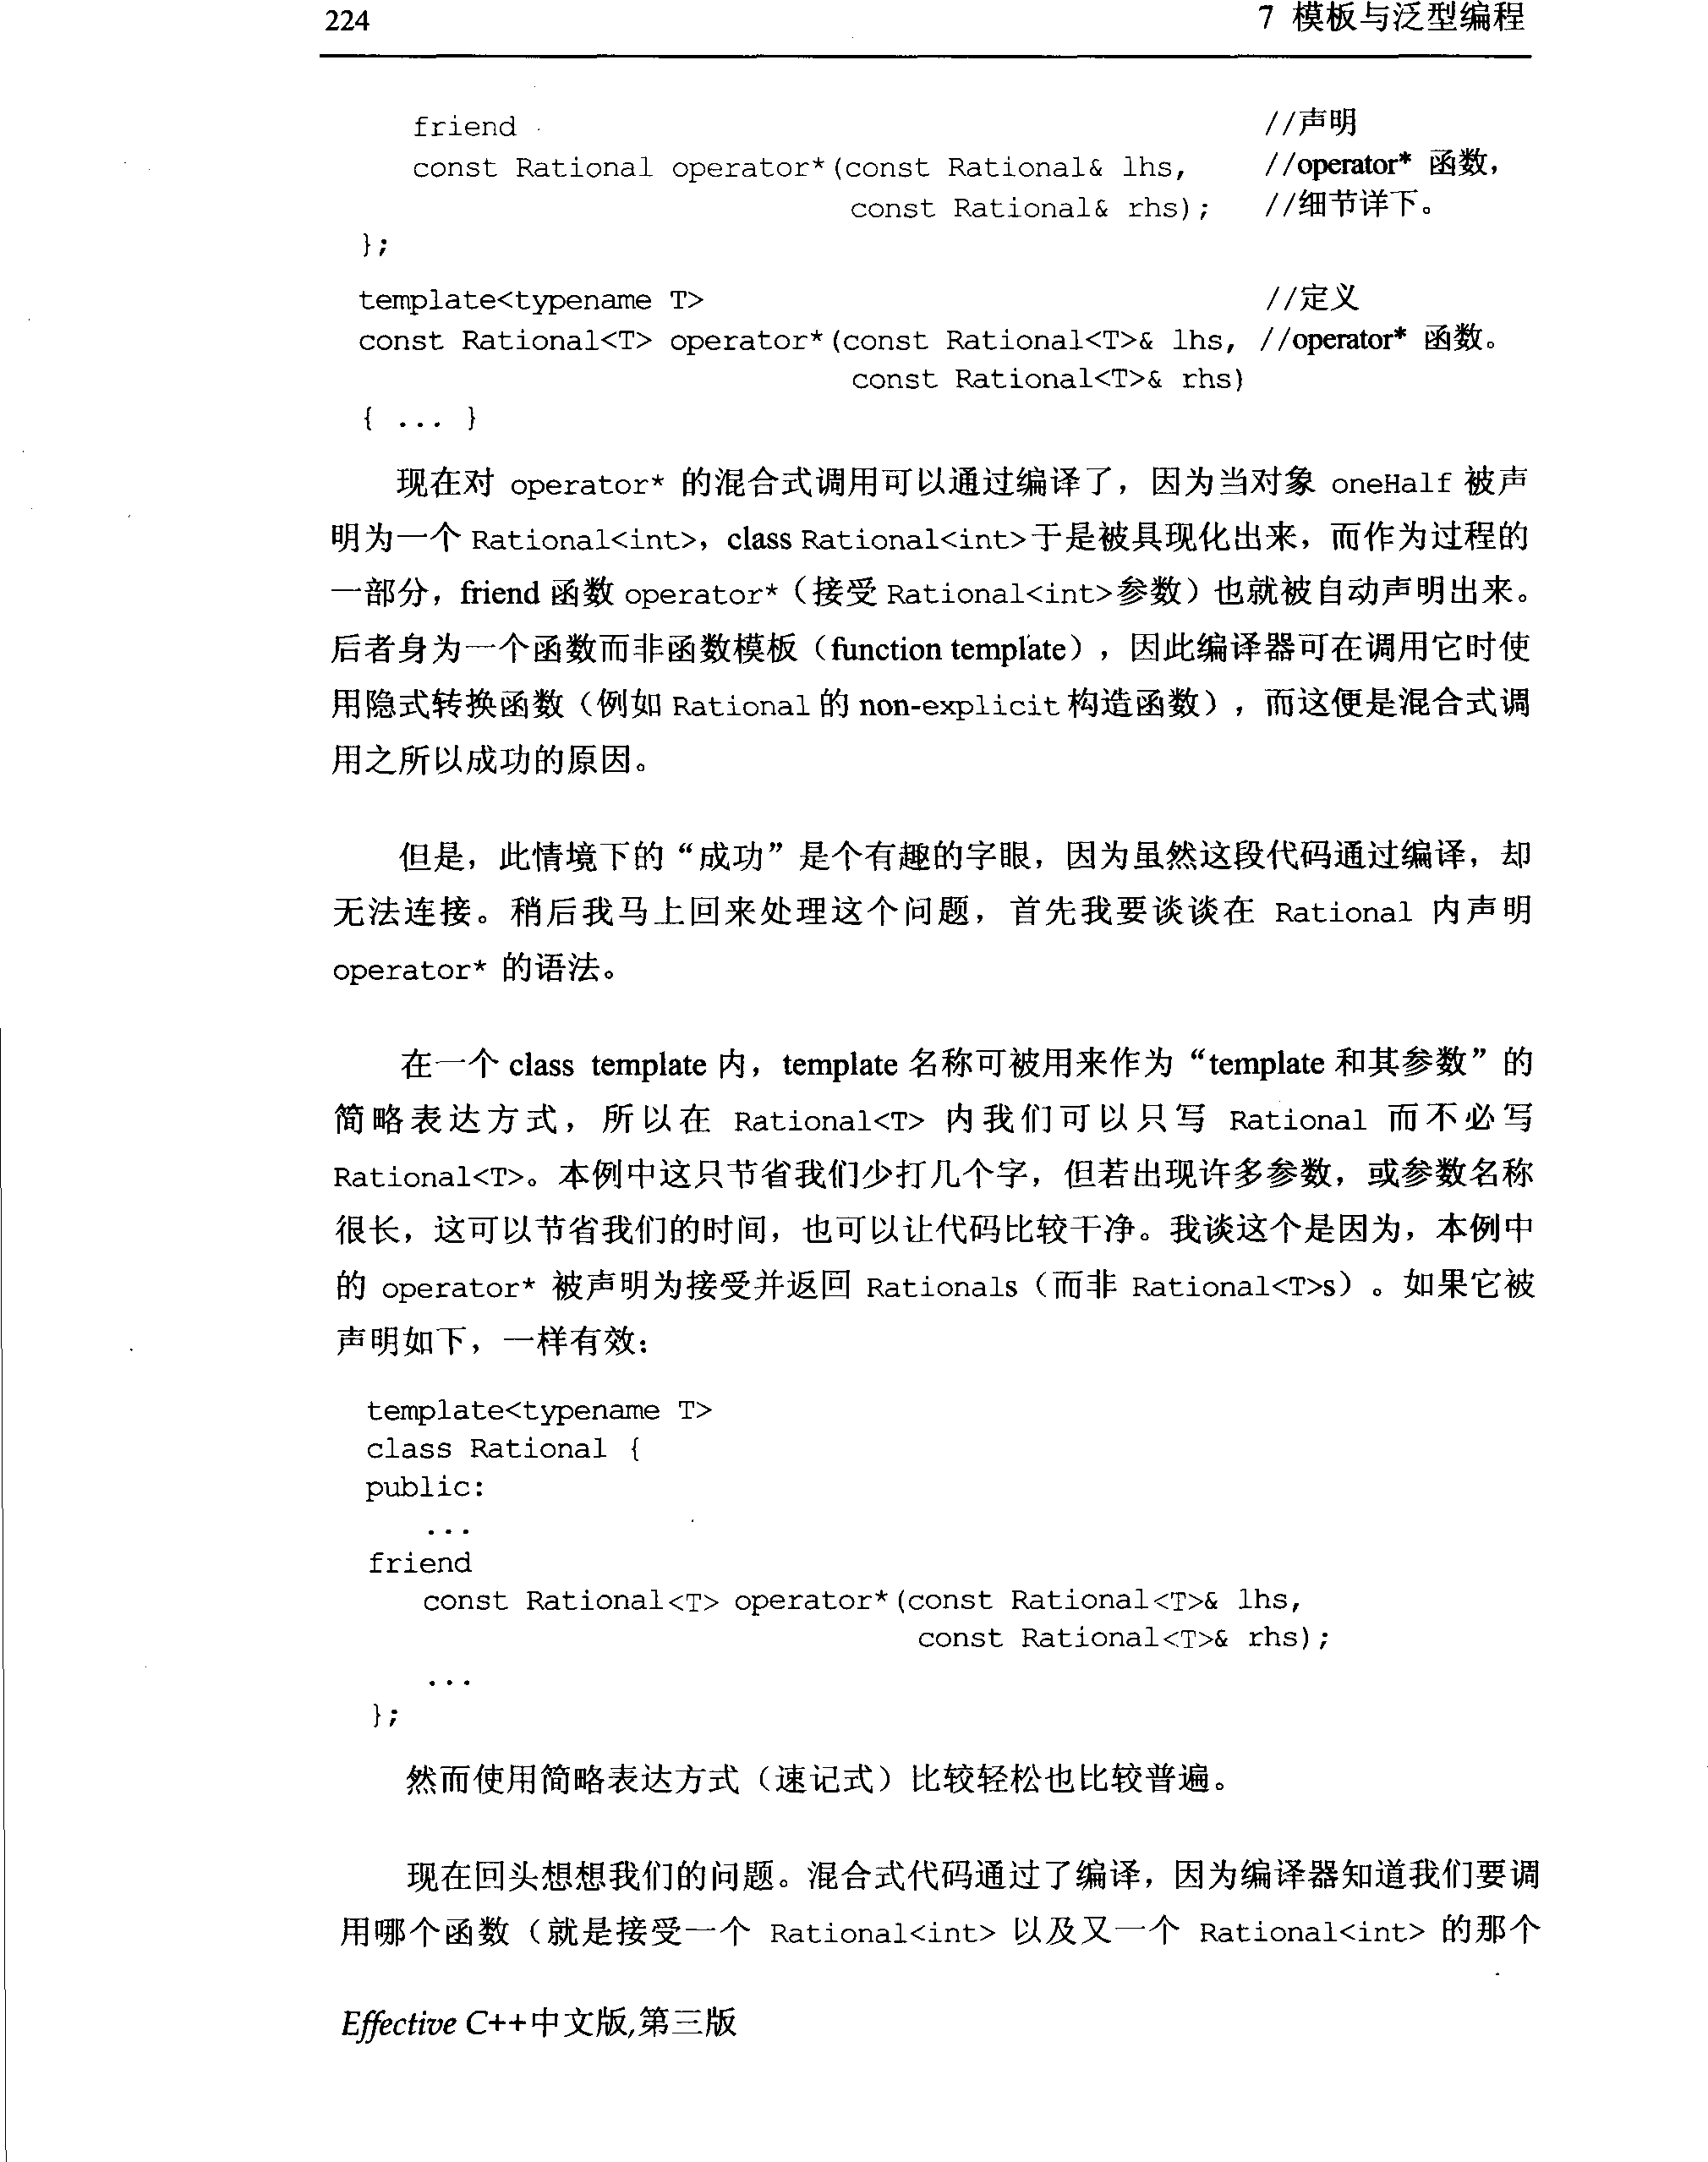 224
7 模板与泛型编程
friend //声明
const Rational operator*(const Rational& lhs, //operator* 函数，
const Rational& rhs); //细节详下。
};
template<typename T> //定义
const Rational<T> operator*(const Rational<T>& lhs, //operator* 函数。
const Rational<T>& rhs)
{ ... }
现在对 operator* 的混合式调用可以通过编译了，因为当对象 oneHalf 被声
明为一个 Rational<int>，class Rational<int>于是被具现化出来，而作为过程的
一部分，friend 函数 operator*（接受 Rational<int>参数）也就被自动声明出来。
后者身为一个函数而非函数模板（function template），因此编译器可在调用它时使
用隐式转换函数（例如 Rational 的 non-explicit 构造函数），而这便是混合式调
用之所以成功的原因。
但是，此情境下的“成功”是个有趣的字眼，因为虽然这段代码通过编译，却
无法连接。稍后我马上回来处理这个问题，首先我要谈谈在 Rational 内声明
operator* 的语法。
在一个 class template 内，template 名称可被用来作为“template 和其参数”的
简略表达方式，所以在 Rational<T> 内我们可以只写 Rational 而不必写
Rational<T>。本例中这只节省我们少打几个字，但若出现许多参数，或参数名称
很长，这可以节省我们的时间，也可以让代码比较干净。我谈这个是因为，本例中
的 operator* 被声明为接受并返回 Rationals（而非 Rational<T>s）。如果它被
声明如下，一样有效：
template<typename T>
class Rational {
public:
...
friend
const Rational<T> operator*(const Rational<T>& lhs,
const Rational<T>& rhs);
...
};
然而使用简略表达方式（速记式）比较轻松也比较普遍。
现在回头想想我们的问题。混合式代码通过了编译，因为编译器知道我们要调
用哪个函数（就是接受一个 Rational<int> 以及又一个 Rational<int> 的那个
Effective C++中文版,第三版